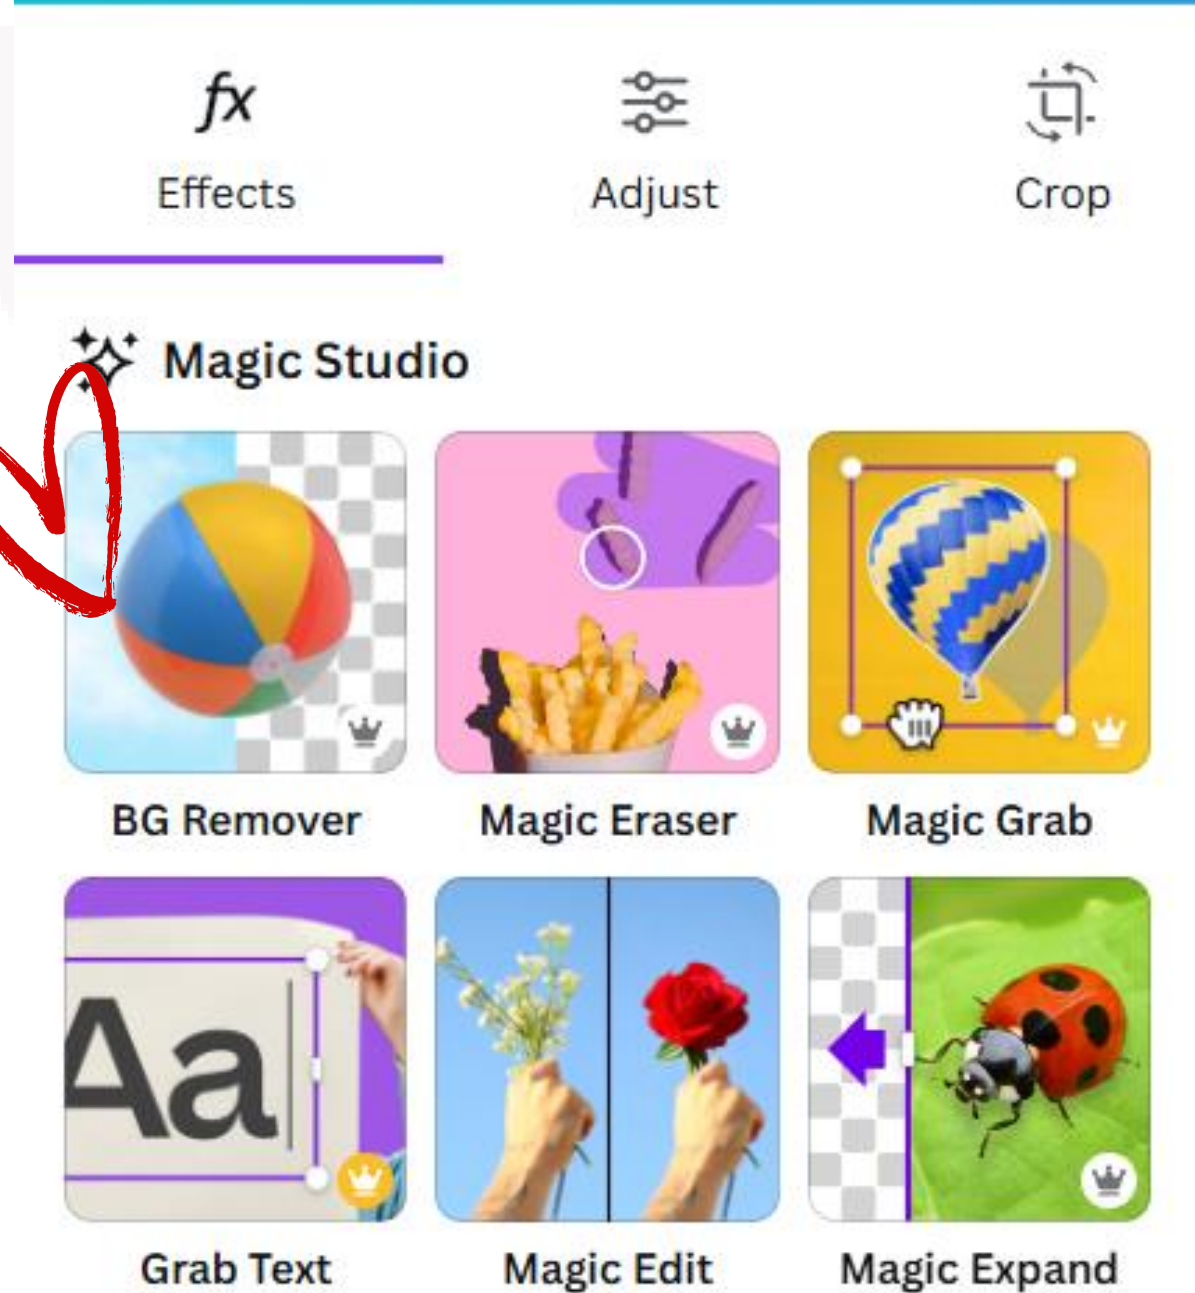 fx
Effects
Adjust
Crop
Magic Studio
BG Remover
Magic Eraser
Magic Grab
Aa
Grab Text
Magic Edit
Magic Expand